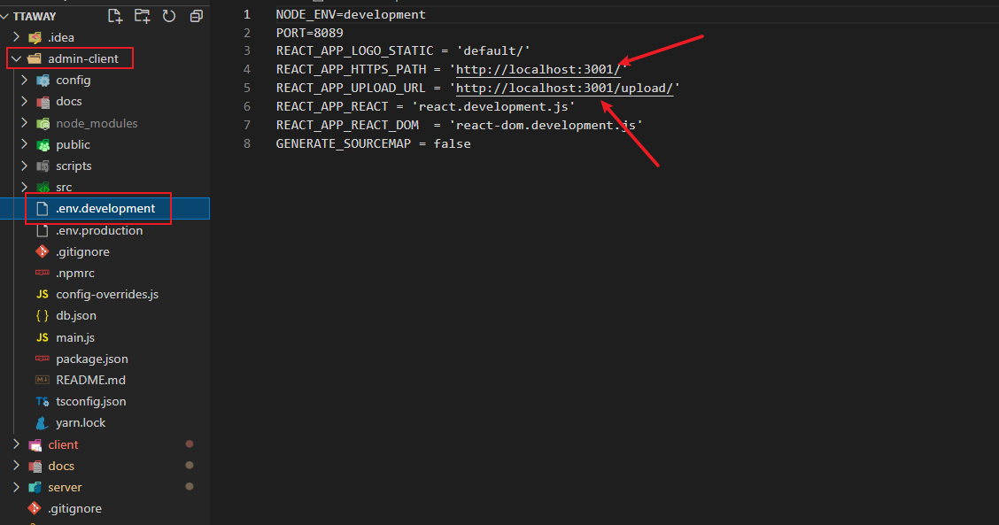 TTAWAY
.idea
admin-client
config
docs
node_modules
public
scripts
src
.env.development
.env.production
.gitignore
.npmrc
JS config-overrides.js
{ } db.json
JS main.js
package.json
M README.md
TS tsconfig.json
yarn.lock
client
docs
server
.gitignore
1 NODE_ENV=development
2 PORT=8089
3 REACT_APP_LOGO_STATIC = 'default/'
4 REACT_APP_HTTPS_PATH = 'http://localhost:3001/'
5 REACT_APP_UPLOAD_URL = 'http://localhost:3001/upload/'
6 REACT_APP_REACT = 'react.development.js'
7 REACT_APP_REACT_DOM  = 'react-dom.development.js'
8 GENERATE_SOURCEMAP = false